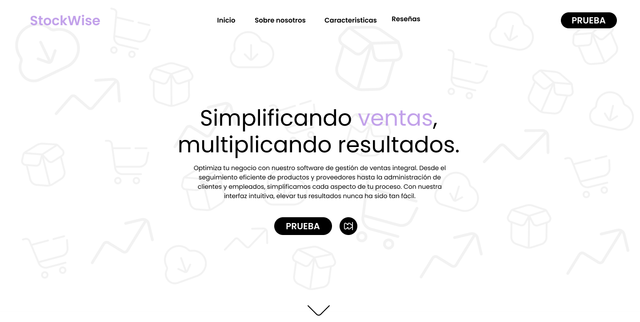 StockWise
Inicio
Sobre nosotros
Características
Reseñas
PRUEBA
Simplificando ventas,
multiplicando resultados.
Optimiza tu negocio con nuestro software de gestión de ventas integral. Desde el
seguimiento eficiente de productos y proveedores hasta la administración de
clientes y empleados, simplificamos cada aspecto de tu proceso. Con nuestra
interfaz intuitiva, elevar tus resultados nunca ha sido tan fácil.
PRUEBA